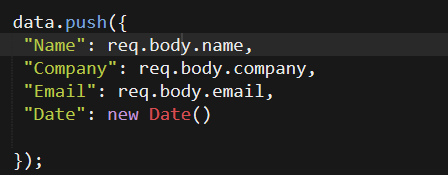 data.push({
"Name": req.body.name,
"Company": req.body.company,
"Email": req.body.email,
"Date": new Date()
});